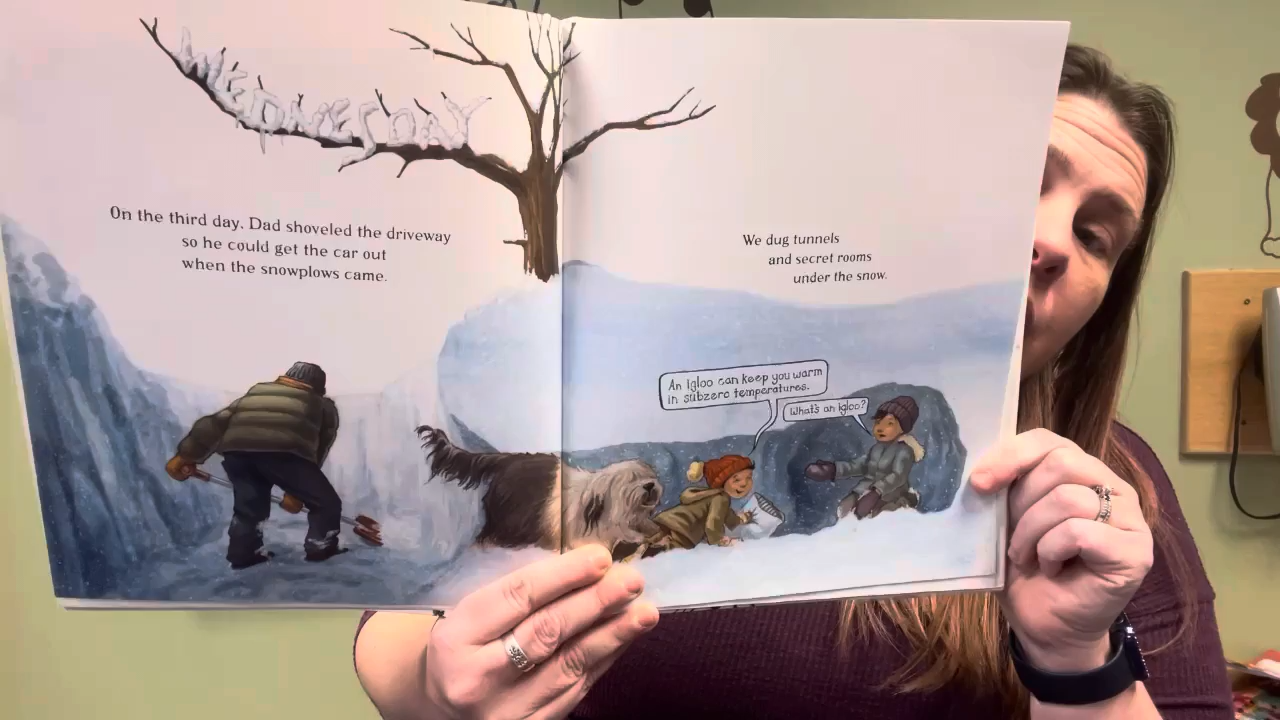 WEDNESDAY
On the third day, Dad shoveled the driveway
so he could get the car out
when the snowplows came.
We dug tunnels
and secret rooms
under the snow.
An igloo can keep you warm
in subzero temperatures.
What's an igloo?